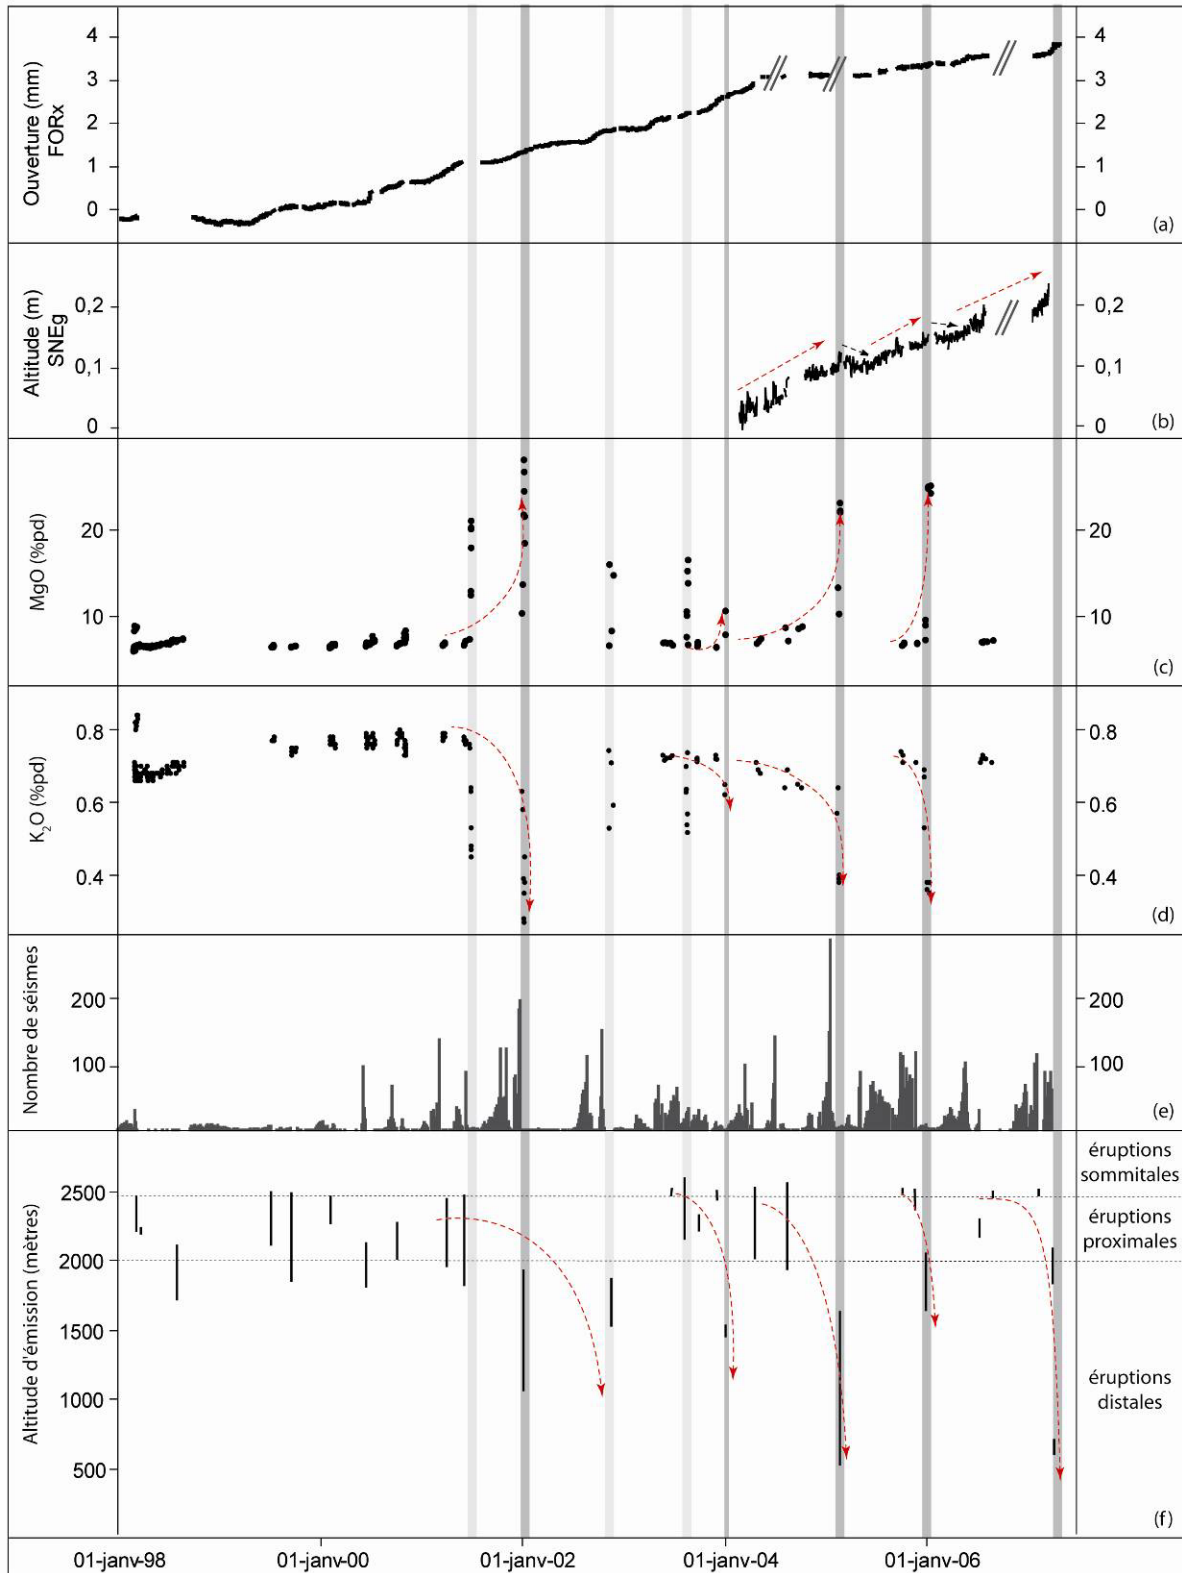 Ouverture (mm)
FORx
4
3
2
1
0
4
3
2
1
0
(a)
Altitude (m)
SNEg
0,2
0,1
0
0,2
0,1
0
(b)
MgO (%pd)
20
10
20
10
(c)
K2O (%pd)
0.8
0.6
0.4
0.8
0.6
0.4
(d)
Nombre de séismes
200
100
200
100
(e)
Altitude d'émission (mètres)
2500
2000
1500
1000
500
éruptions
sommitales
éruptions
proximales
éruptions
distales
(f)
01-janv-98
01-janv-00
01-janv-02
01-janv-04
01-janv-06